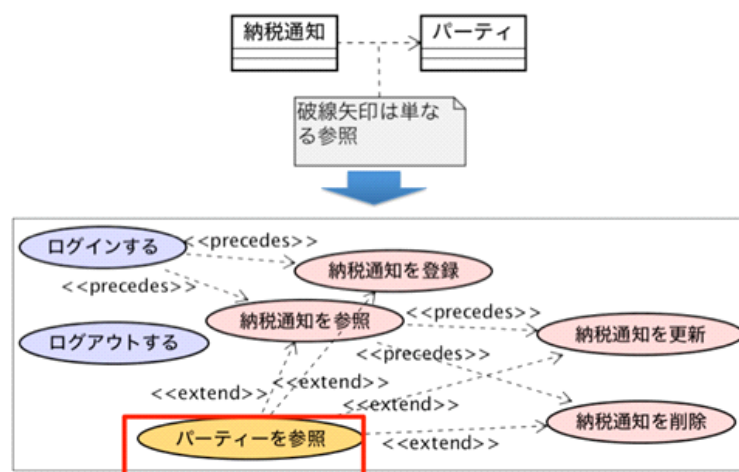 納税通知
パーティ
破線矢印は単な
る参照
ログインする
<<precedes>>
納税通知を登録
<<precedes>>
納税通知を参照
<<precedes>>
納税通知を更新
ログアウトする
<<precedes>>
<<extend>>
<<extend>>
<<extend>>
納税通知を削除
パーティーを参照
<<extend>>